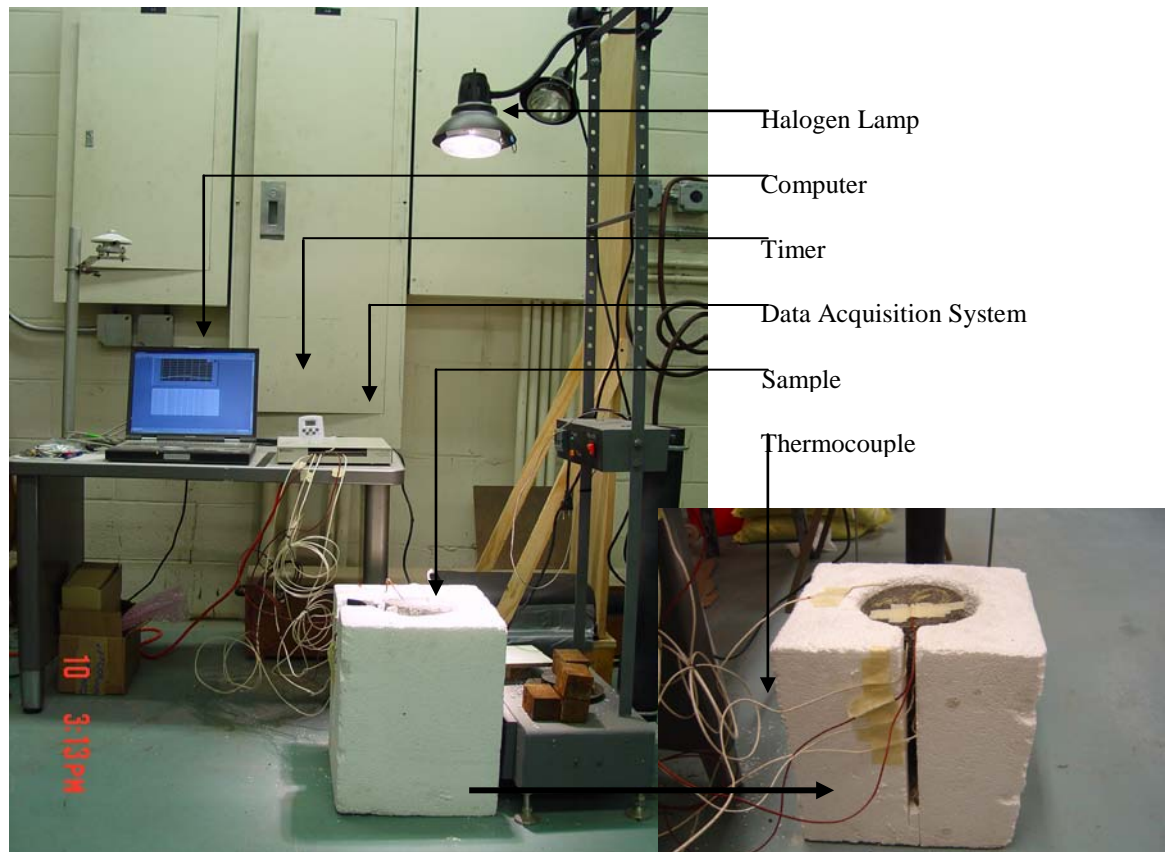 Halogen Lamp
Computer
Timer
Data Acquisition System
Sample
Thermocouple
10 3:13PM